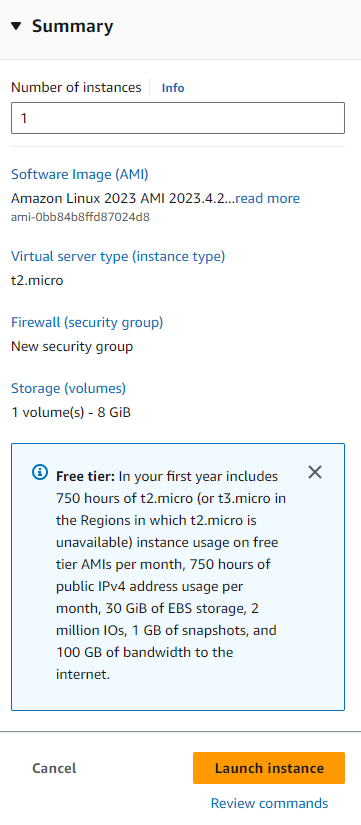 Summary
Number of instances Info
1
Software Image (AMI)
Amazon Linux 2023 AMI 2023.4.2...read more
ami-0bb84b8ffd87024d8
Virtual server type (instance type)
t2.micro
Firewall (security group)
New security group
Storage (volumes)
1 volume(s) - 8 GiB
Free tier: In your first year includes
750 hours of t2.micro (or t3.micro in
the Regions in which t2.micro is
unavailable) instance usage on free
tier AMIs per month, 750 hours of
public IPv4 address usage per
month, 30 GiB of EBS storage, 2
million IOs, 1 GB of snapshots, and
100 GB of bandwidth to the
internet.
Cancel Launch instance
Review commands